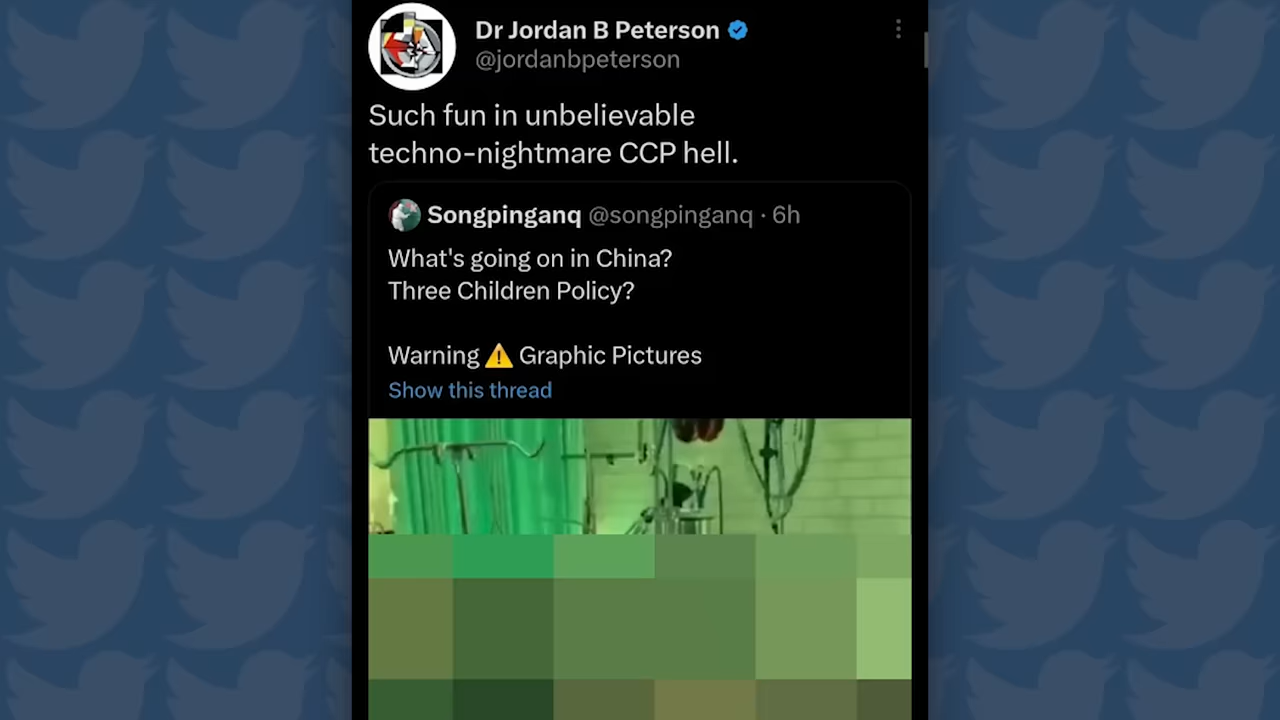 Dr Jordan B Peterson
@jordanbpeterson
Such fun in unbelievable
techno-nightmare CCP hell.
Songpinganq @songpinganq · 6h
What's going on in China?
Three Children Policy?
Warning ⚠️ Graphic Pictures
Show this thread